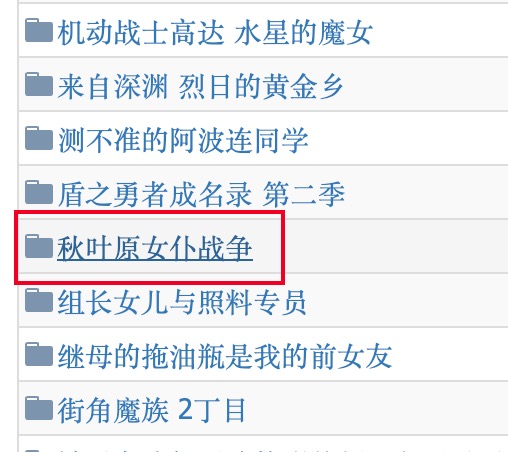 机动战士高达 水星的魔女
来自深渊 烈日的黄金乡
测不准的阿波连同学
盾之勇者成名录 第二季
秋叶原女仆战争
组长女儿与照料专员
继母的拖油瓶是我的前女友
街角魔族 2丁目